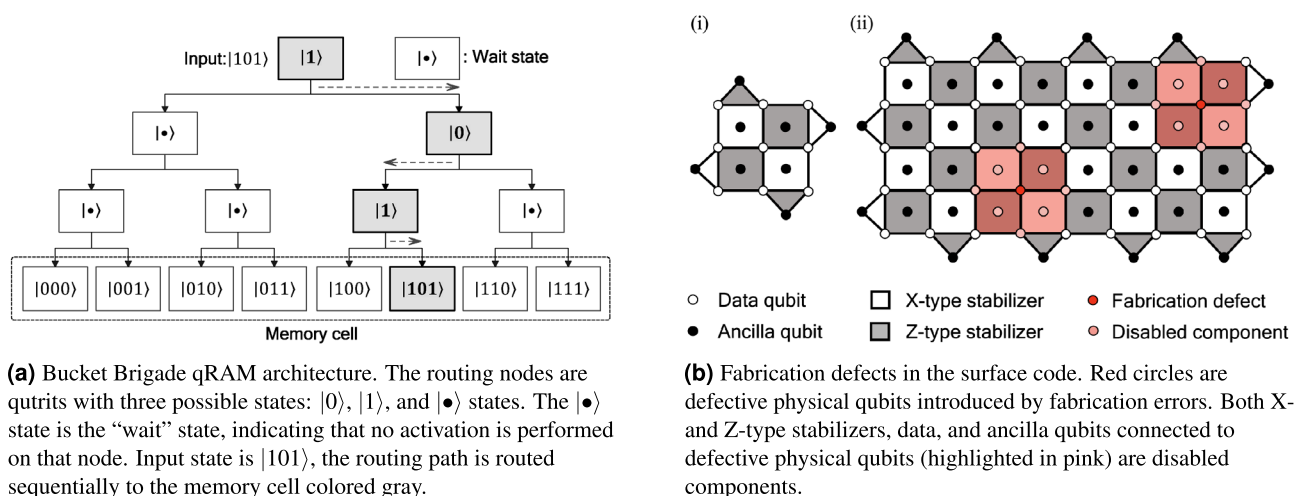 Input:|101⟩
|1⟩
|•⟩
: Wait state
|•⟩
|0⟩
|•⟩
|•⟩
|1⟩
|•⟩
|000⟩
|001⟩
|010⟩
|011⟩
|100⟩
|101⟩
|110⟩
|111⟩
Memory cell
(a) Bucket Brigade qRAM architecture. The routing nodes are
qutrits with three possible states: |0⟩, |1⟩, and |•⟩ states. The |•⟩
state is the “wait” state, indicating that no activation is performed
on that node. Input state is |101⟩, the routing path is routed
sequentially to the memory cell colored gray.
(i)
(ii)
Data qubit
X-type stabilizer
Fabrication defect
Ancilla qubit
Z-type stabilizer
Disabled component
(b) Fabrication defects in the surface code. Red circles are
defective physical qubits introduced by fabrication errors. Both X-
and Z-type stabilizers, data, and ancilla qubits connected to
defective physical qubits (highlighted in pink) are disabled
components.